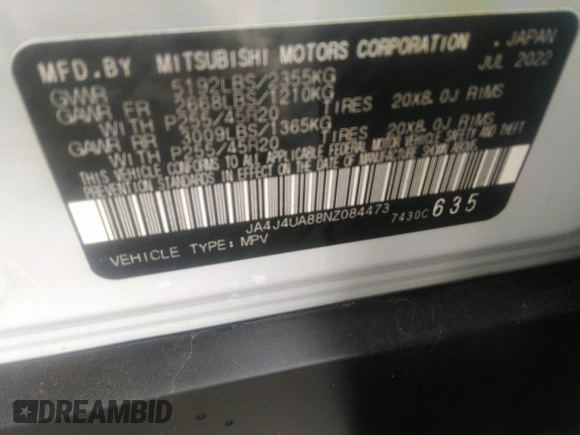 MFD.BY MITSUBISHI MOTORS CORPORATION , JAPAN
GVWR 5192LBS/2355KG JUL 2022
GAWR FR 2668LBS/1210KG
WITH P255/45R20 TIRES 20X8.0J RIMS
GAWR RR 3009LBS/1365KG
WITH P255/45R20 TIRES 20X8.0J RIMS
THIS VEHICLE CONFORMS TO ALL APPLICABLE FEDERAL MOTOR VEHICLE SAFETY AND THEFT
PREVENTION STANDARDS IN EFFECT ON THE DATE OF MANUFACTURE SHOWN ABOVE.
JA4J4UA88NZ084473 7430C 635
VEHICLE TYPE: MPV
DREAMBID